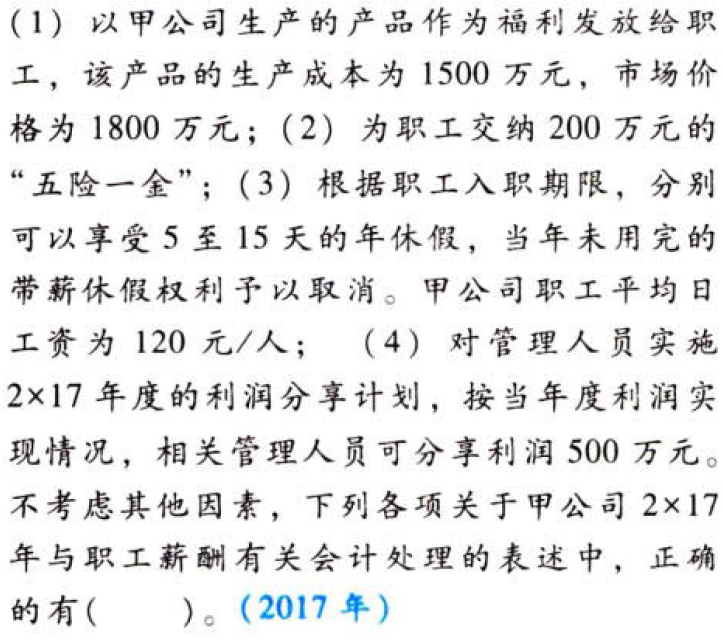 (1) 以甲公司生产的产品作为福利发放给职
工，该产品的生产成本为 1500 万元，市场价
格为 1800 万元；(2) 为职工交纳 200 万元的
“五险一金”；(3) 根据职工入职期限，分别
可以享受 5 至 15 天的年休假，当年未用完的
带薪休假权利予以取消。甲公司职工平均日
工资为 120 元/人； (4) 对管理人员实施
2×17 年度的利润分享计划，按当年度利润实
现情况，相关管理人员可分享利润 500 万元。
不考虑其他因素，下列各项关于甲公司 2×17
年与职工薪酬有关会计处理的表述中，正确
的有( )。(2017 年)